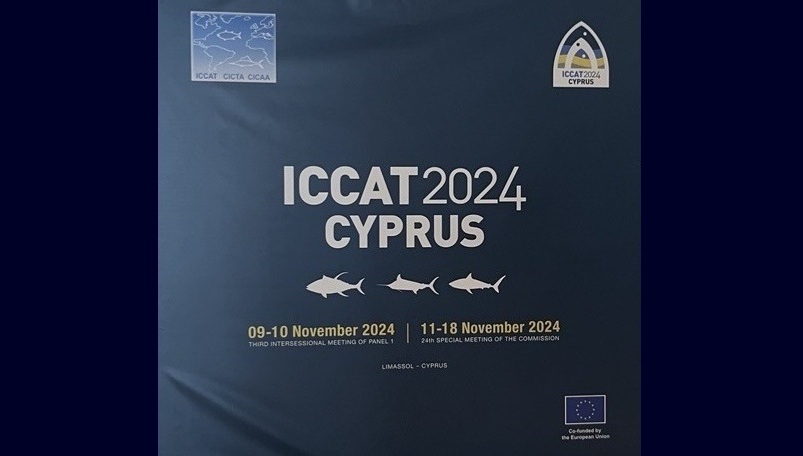 ICCAT CICTA CICAA
ICCAT2024
CYPRUS
ICCAT2024
CYPRUS
09-10 November 2024
THIRD INTERSESSIONAL MEETING OF PANEL 1
11-18 November 2024
24th SPECIAL MEETING OF THE COMMISSION
LIMASSOL - CYPRUS
Co-funded by
the European Union